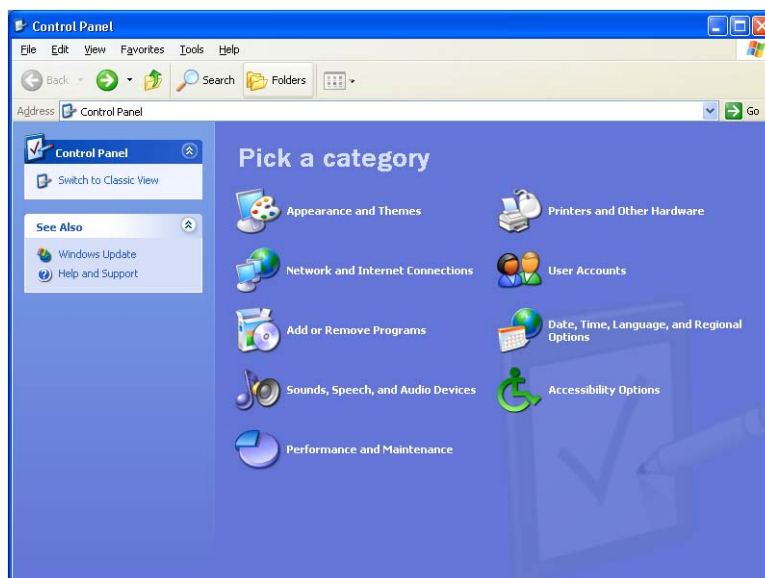 Control Panel
File Edit View Favorites Tools Help
Back Search Folders
Address Control Panel Go
Control Panel
Switch to Classic View
See Also
Windows Update
Help and Support
Pick a category
Appearance and Themes
Printers and Other Hardware
Network and Internet Connections
User Accounts
Add or Remove Programs
Date, Time, Language, and Regional
Options
Sounds, Speech, and Audio Devices
Accessibility Options
Performance and Maintenance